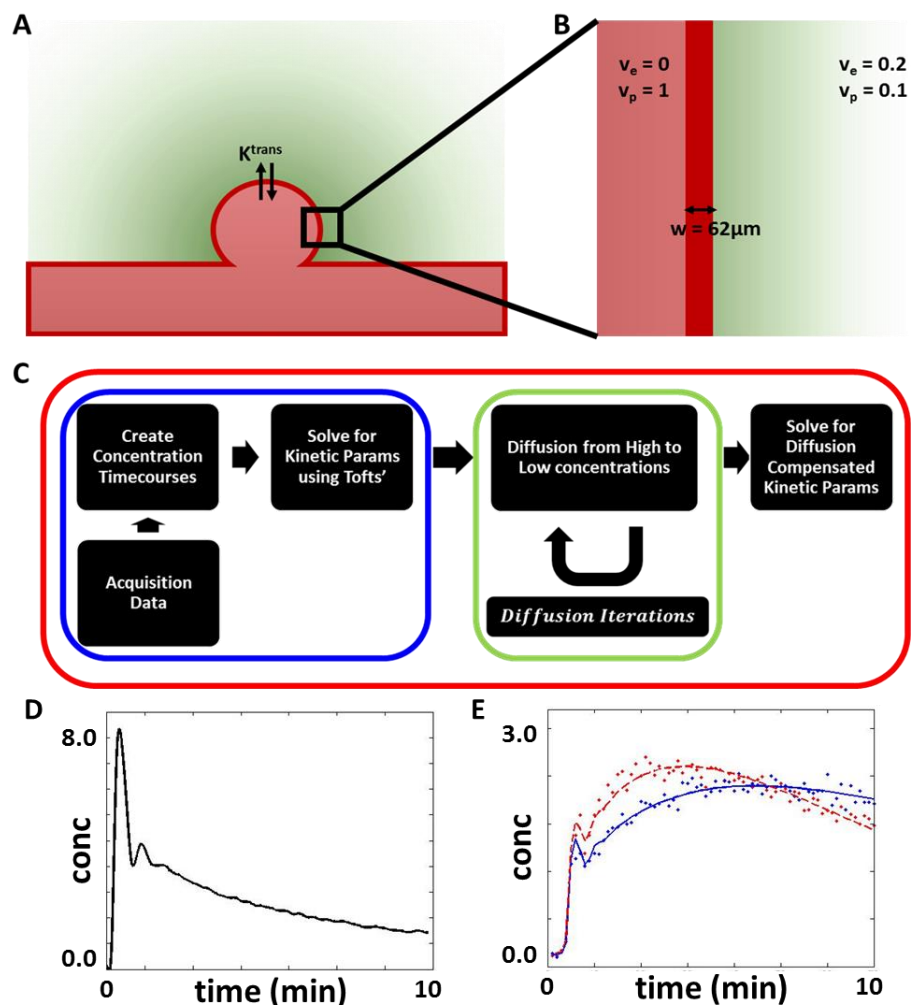 A
K^trans
B
v_e = 0
v_p = 1
v_e = 0.2
v_p = 0.1
w = 62µm
C
Create
Concentration
Timecourses
Solve for
Kinetic Params
using Tofts'
Diffusion from High to
Low concentrations
Solve for
Diffusion
Compensated
Kinetic Params
Acquisition
Data
Diffusion Iterations
D
8.0
conc
0.0
0
10
time (min)
E
3.0
conc
0.0
0
10
time (min)